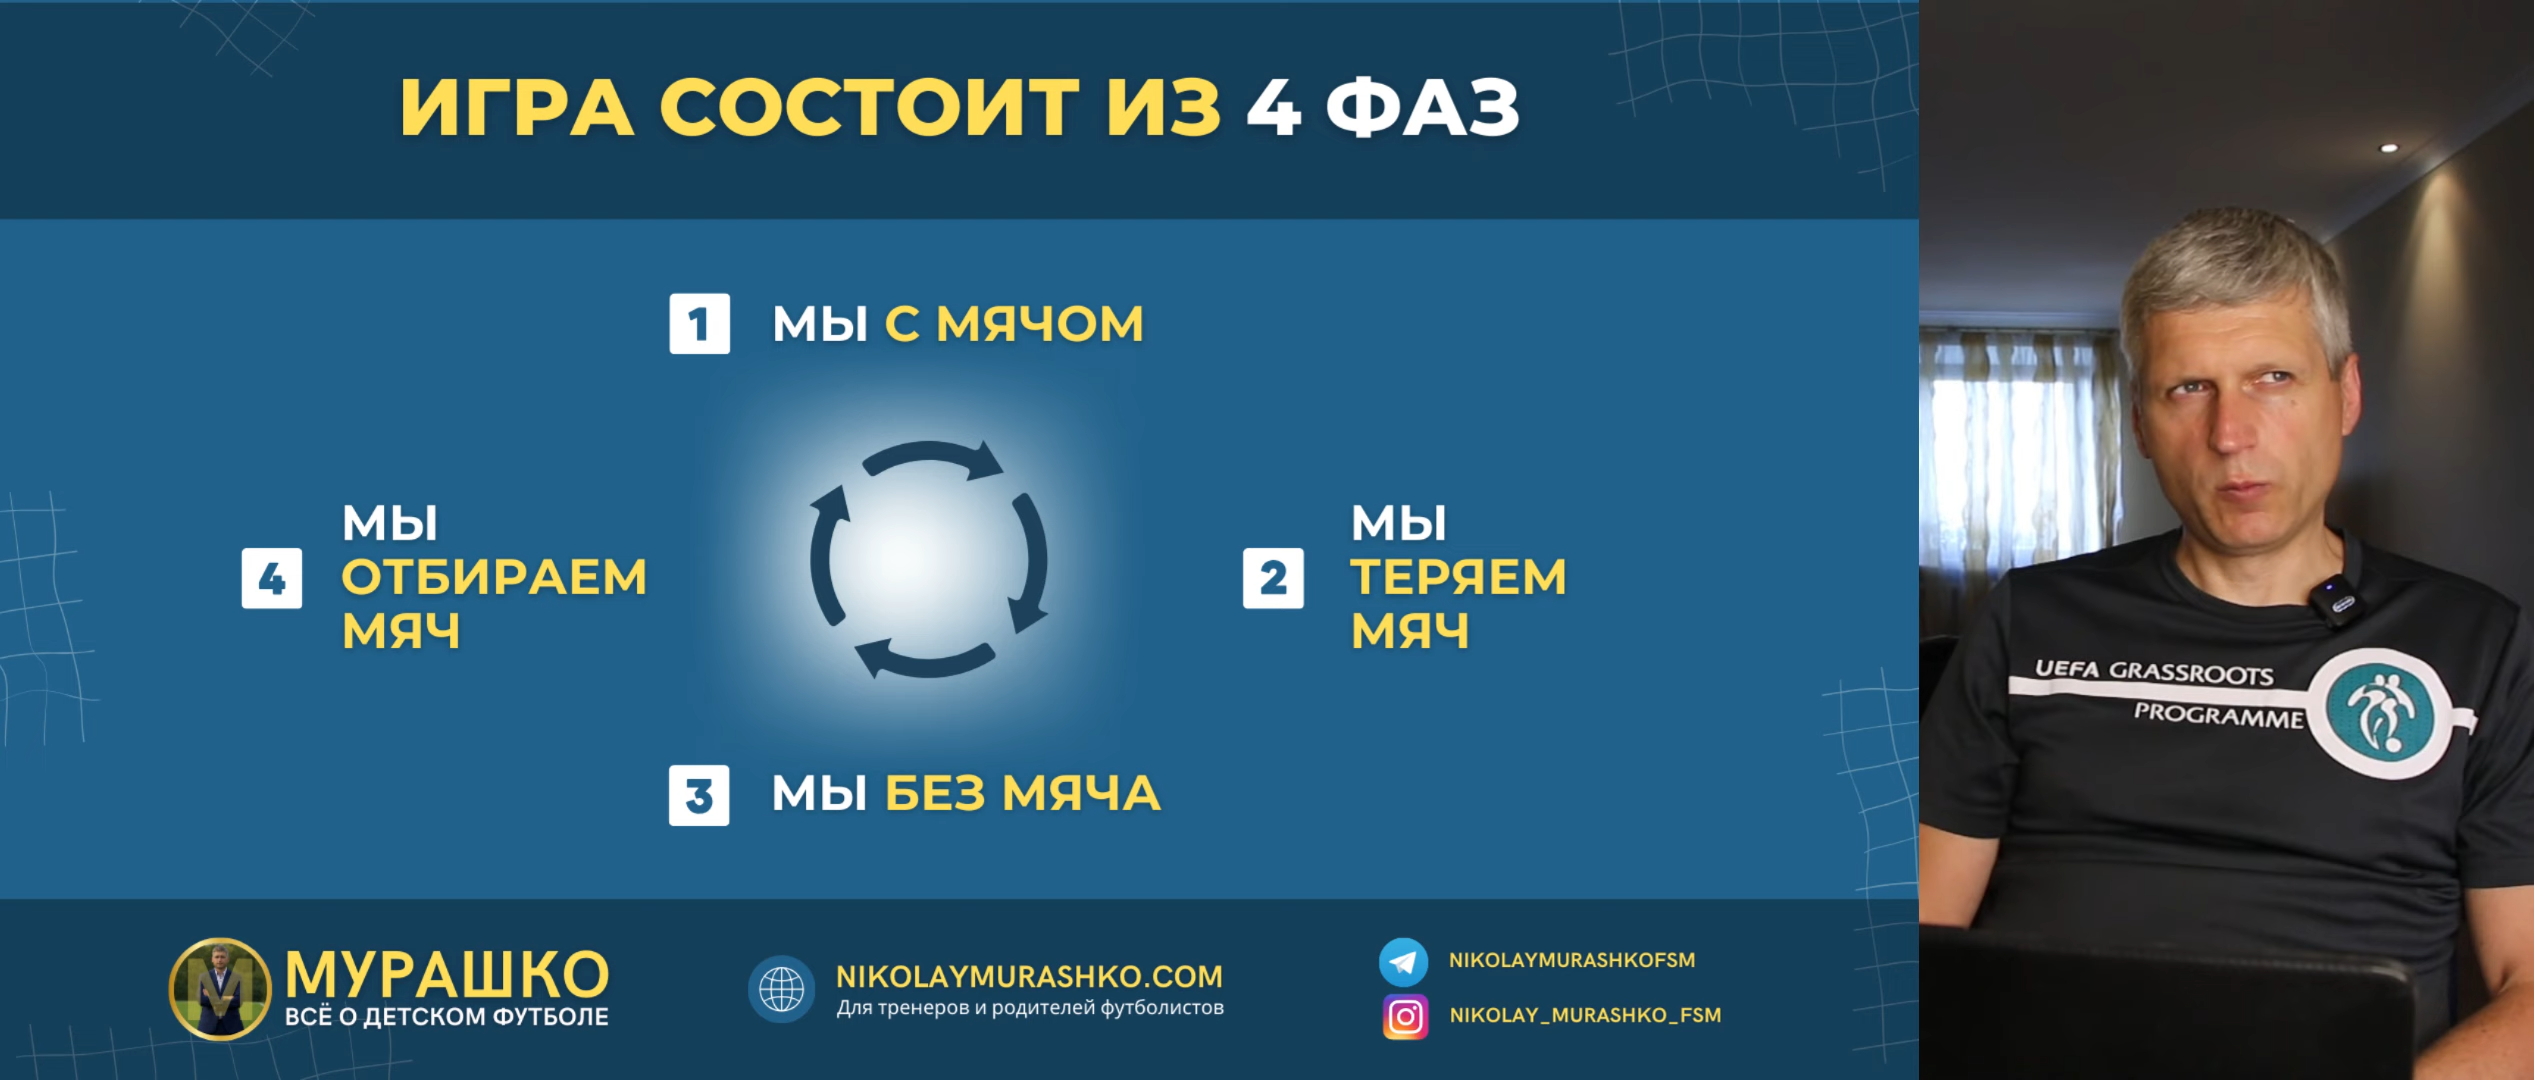 ИГРА СОСТОИТ ИЗ 4 ФАЗ
1 МЫ С МЯЧОМ
4 МЫ
ОТБИРАЕМ
МЯЧ
2 МЫ
ТЕРЯЕМ
МЯЧ
3 МЫ БЕЗ МЯЧА
МУРАШКО
ВСЁ О ДЕТСКОМ ФУТБОЛЕ
NIKOLAYMURASHKO.COM
Для тренеров и родителей футболистов
NIKOLAYMURASHKOFSM
NIKOLAY_MURASHKO_FSM
UEFA GRASSROOTS
PROGRAMME